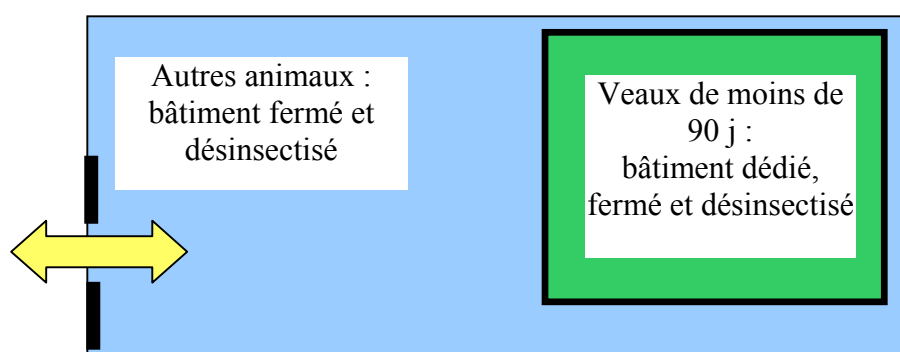 Autres animaux :
bâtiment fermé et
désinsectisé
Veaux de moins de
90 j :
bâtiment dédié,
fermé et désinsectisé